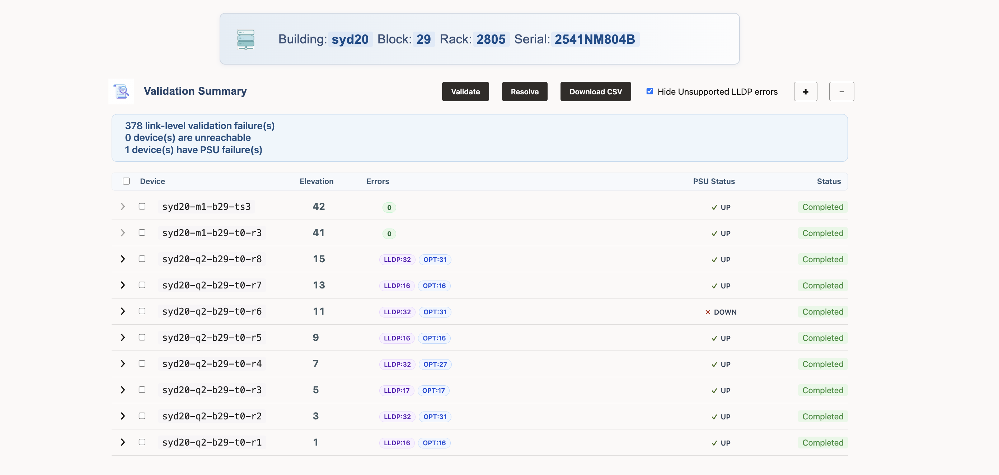 Building: syd20 Block: 29 Rack: 2805 Serial: 2541NM804B
Validation Summary
Validate Resolve Download CSV Hide Unsupported LLDP errors + −
378 link-level validation failure(s)
0 device(s) are unreachable
1 device(s) have PSU failure(s)
Device Elevation Errors PSU Status Status
syd20-m1-b29-ts3 42 0 ✓ UP Completed
syd20-m1-b29-t0-r3 41 0 ✓ UP Completed
syd20-q2-b29-t0-r8 15 LLDP:32 OPT:31 ✓ UP Completed
syd20-q2-b29-t0-r7 13 LLDP:16 OPT:16 ✓ UP Completed
syd20-q2-b29-t0-r6 11 LLDP:32 OPT:31 ✕ DOWN Completed
syd20-q2-b29-t0-r5 9 LLDP:16 OPT:16 ✓ UP Completed
syd20-q2-b29-t0-r4 7 LLDP:32 OPT:27 ✓ UP Completed
syd20-q2-b29-t0-r3 5 LLDP:17 OPT:17 ✓ UP Completed
syd20-q2-b29-t0-r2 3 LLDP:32 OPT:31 ✓ UP Completed
syd20-q2-b29-t0-r1 1 LLDP:16 OPT:16 ✓ UP Completed